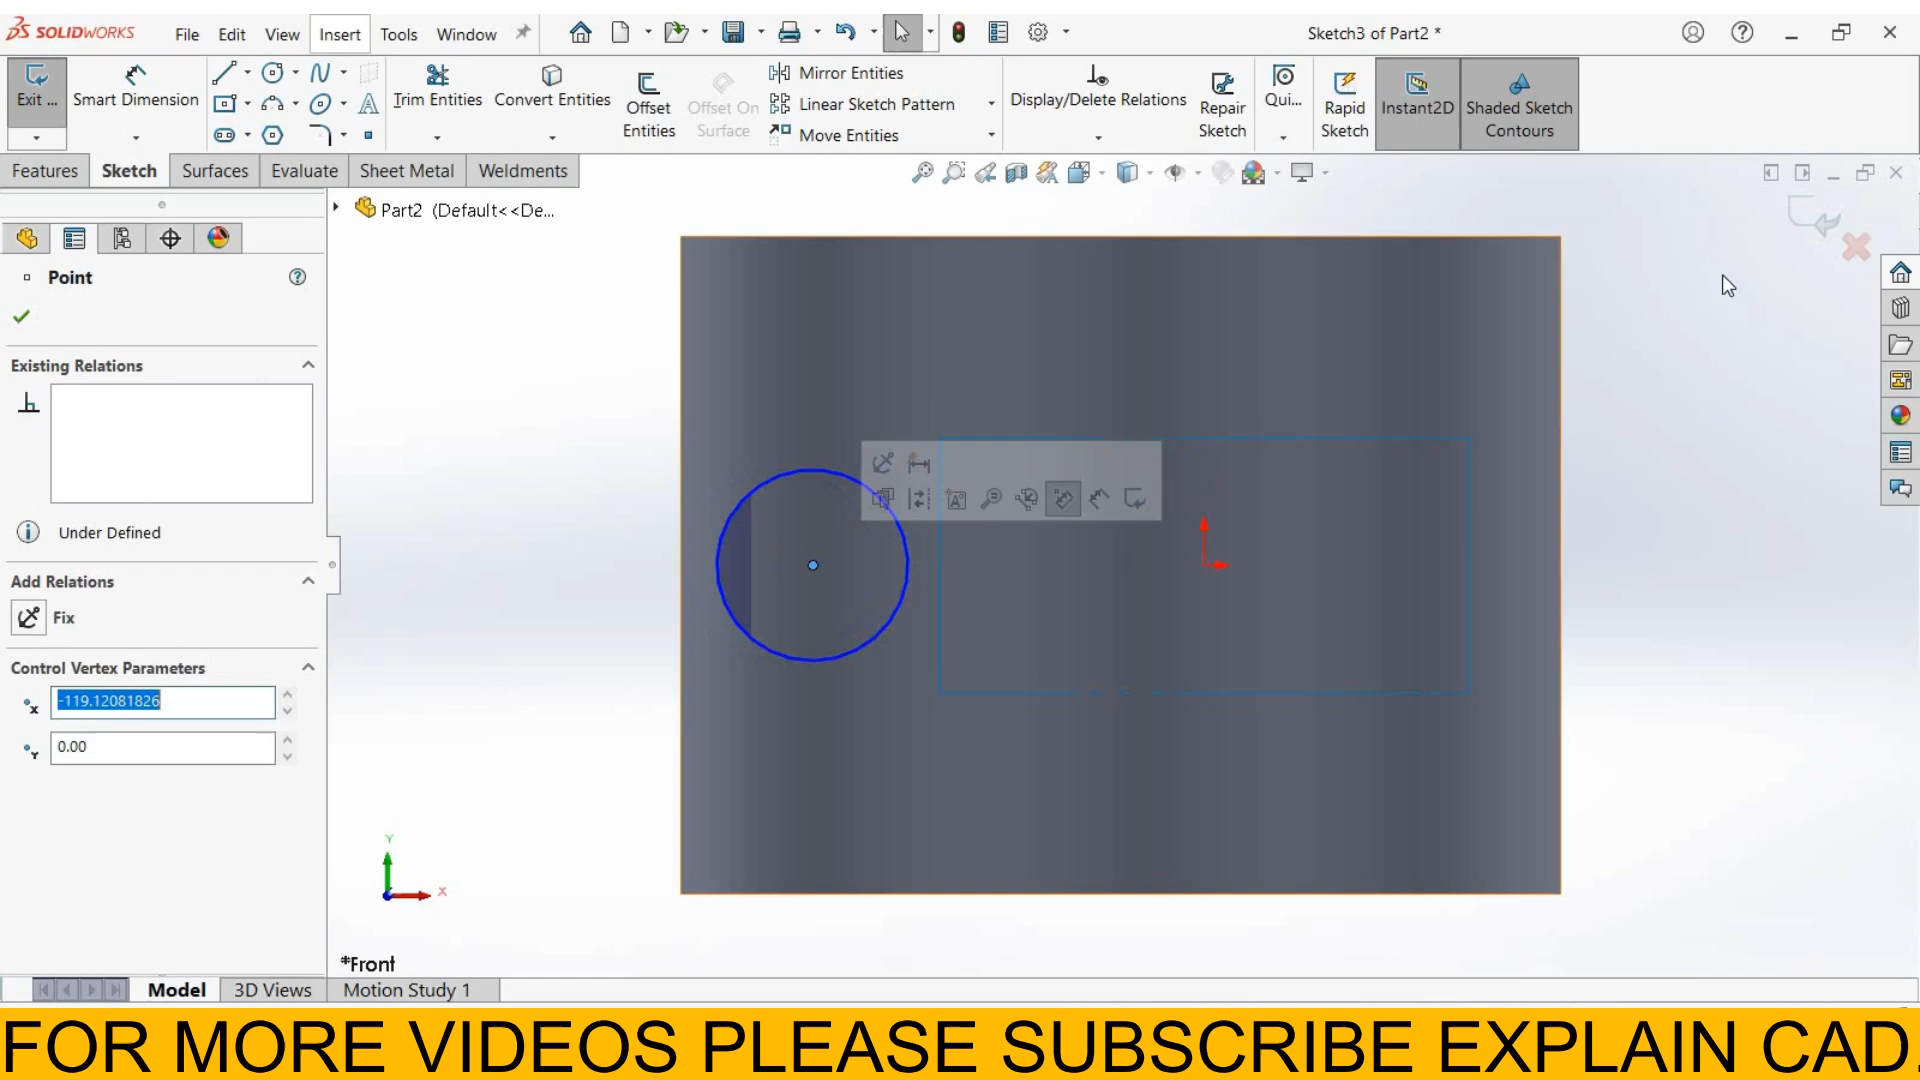 SOLIDWORKS
File Edit View Insert Tools Window
Sketch3 of Part2 *
Exit ...
Smart Dimension
Trim Entities
Convert Entities
Offset Entities
Offset On Surface
Mirror Entities
Linear Sketch Pattern
Move Entities
Display/Delete Relations
Repair Sketch
Qui...
Rapid Sketch
Instant2D
Shaded Sketch Contours
Features Sketch Surfaces Evaluate Sheet Metal Weldments
Part2 (Default<<De...
Point
Existing Relations
Under Defined
Add Relations
Fix
Control Vertex Parameters
x -119.12081826
Y 0.00
Y
X
*Front
Model 3D Views Motion Study 1
FOR MORE VIDEOS PLEASE SUBSCRIBE EXPLAIN CAD.